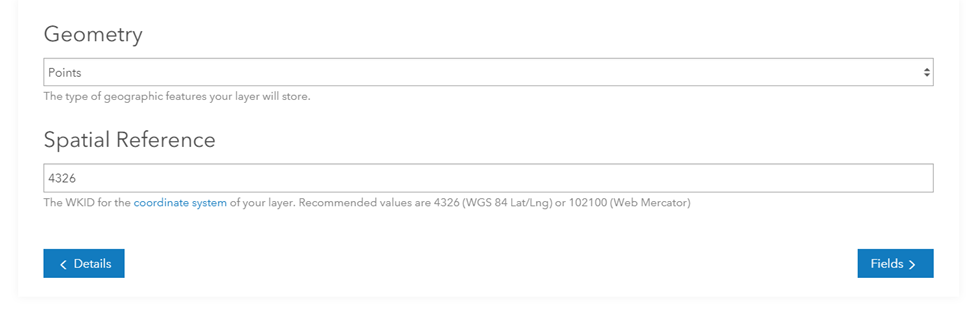 Geometry
Points
The type of geographic features your layer will store.
Spatial Reference
4326
The WKID for the coordinate system of your layer. Recommended values are 4326 (WGS 84 Lat/Lng) or 102100 (Web Mercator)
Details
Fields